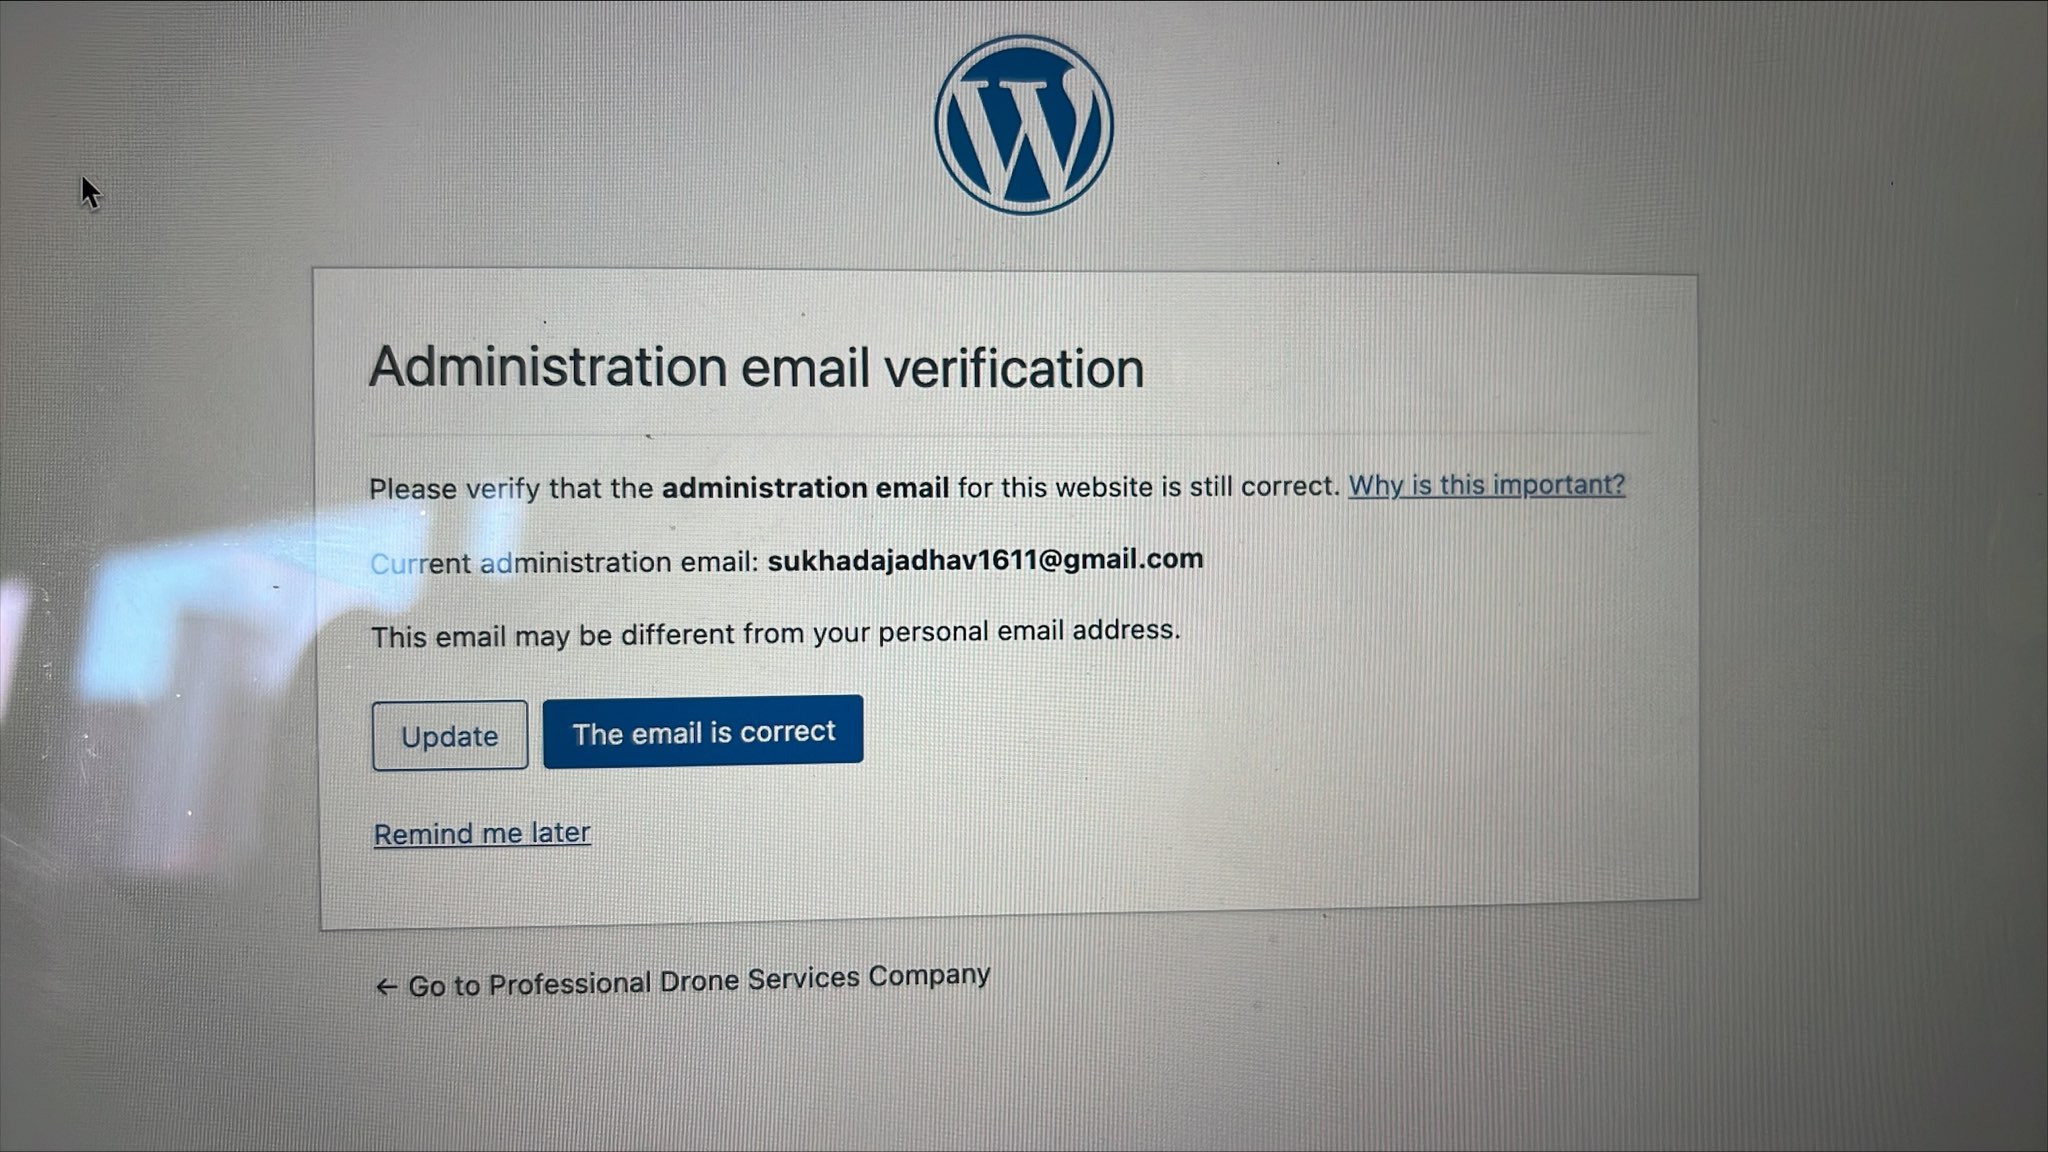 Administration email verification
Please verify that the administration email for this website is still correct. Why is this important?
Current administration email: sukhadajadhav1611@gmail.com
This email may be different from your personal email address.
Update
The email is correct
Remind me later
← Go to Professional Drone Services Company